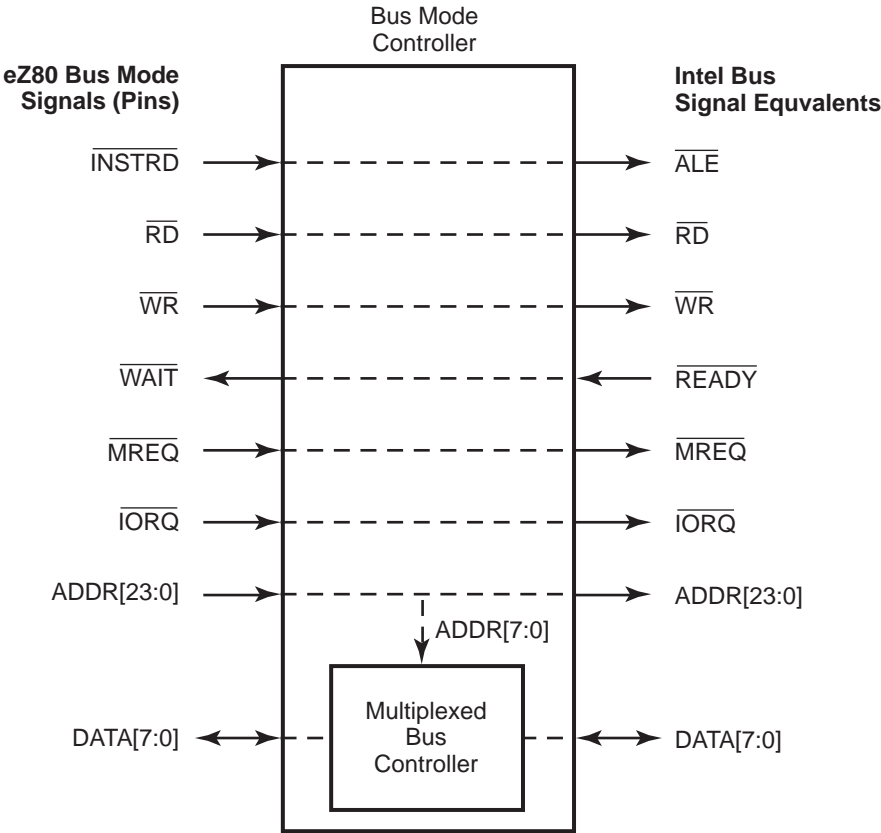 Bus Mode
Controller
eZ80 Bus Mode
Signals (Pins)
Intel Bus
Signal Equvalents
INSTRD
ALE
RD
RD
WR
WR
WAIT
READY
MREQ
MREQ
IORQ
IORQ
ADDR[23:0]
ADDR[23:0]
ADDR[7:0]
Multiplexed
Bus
Controller
DATA[7:0]
DATA[7:0]